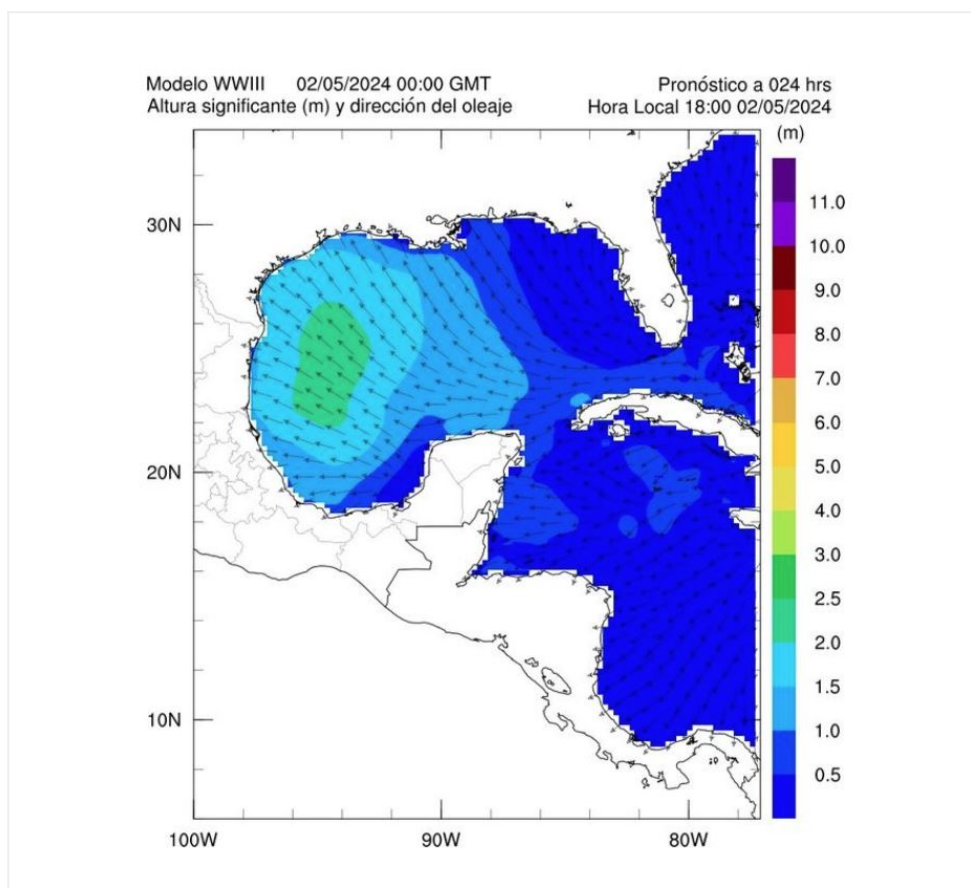 Modelo WWIII 02/05/2024 00:00 GMT
Pronóstico a 024 hrs
Altura significante (m) y dirección del oleaje
Hora Local 18:00 02/05/2024
(m)
11.0
10.0
9.0
8.0
7.0
6.0
5.0
4.0
3.0
2.5
2.0
1.5
1.0
0.5
30N
20N
10N
100W
90W
80W